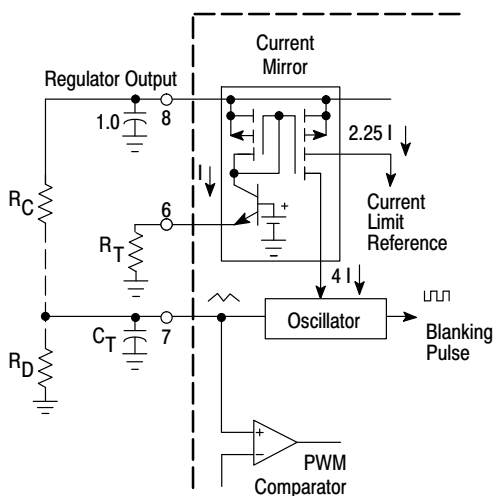 Current
Mirror
Regulator Output
1.0
8
2.25 I
I
R_C
Current
Limit
Reference
6
R_T
4 I
Oscillator
Blanking
Pulse
C_T
7
R_D
PWM
Comparator
+
+
−